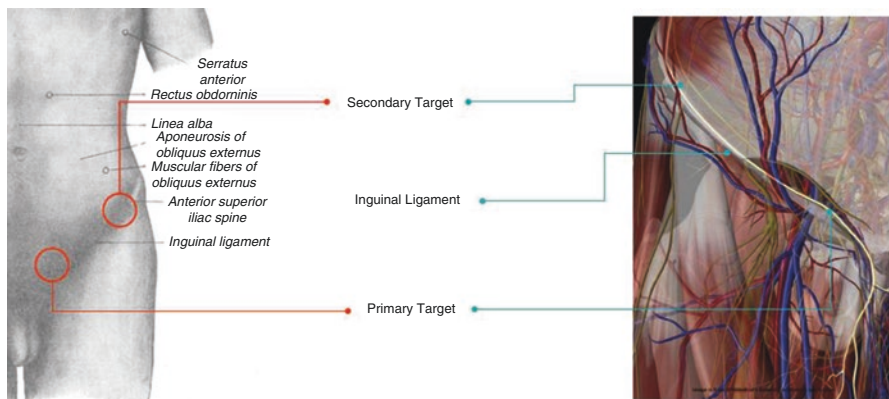 Serratus
anterior
Rectus obdorninis
Linea alba
Aponeurosis of
obliquus externus
Muscular fibers of
obliquus externus
Anterior superior
iliac spine
Inguinal ligament
Secondary Target
Inguinal Ligament
Primary Target